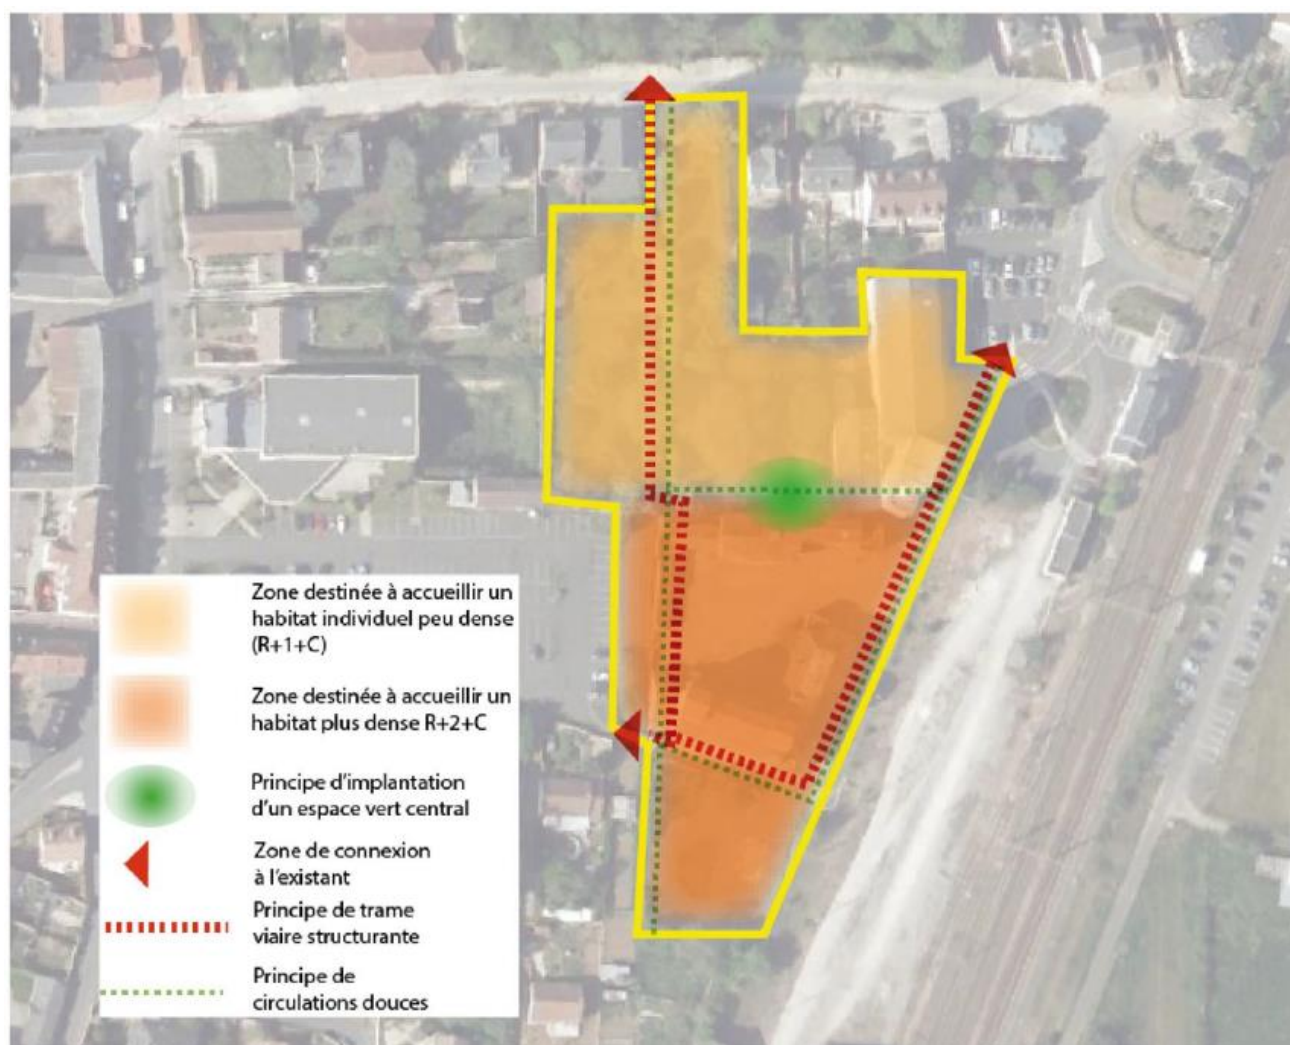 Zone destinée à accueillir un
habitat individuel peu dense
(R+1+C)
Zone destinée à accueillir un
habitat plus dense R+2+C
Principe d'implantation
d'un espace vert central
Zone de connexion
à l'existant
Principe de trame
viaire structurante
Principe de
circulations douces